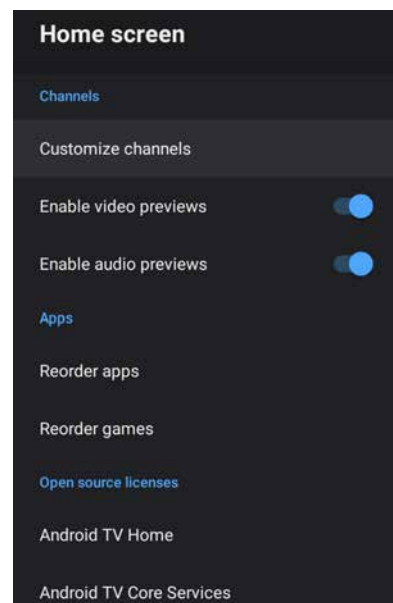 Home screen
Channels
Customize channels
Enable video previews
Enable audio previews
Apps
Reorder apps
Reorder games
Open source licenses
Android TV Home
Android TV Core Services